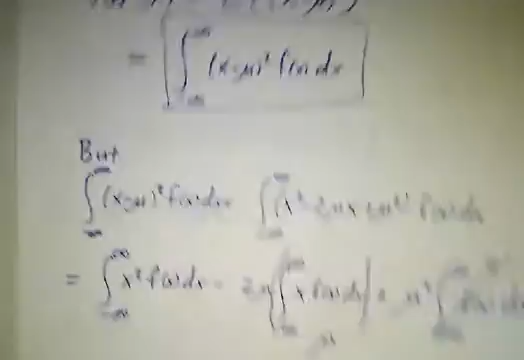 = ∫_{-∞}^{∞} (x-μ)² f(x) dx
But
∫_{-∞}^{∞} (x-μ)² f(x) dx = ∫_{-∞}^{∞} (x² - 2μx + μ²) f(x) dx
= ∫_{-∞}^{∞} x² f(x) dx - 2μ ∫_{-∞}^{∞} x f(x) dx + μ² ∫_{-∞}^{∞} f(x) dx